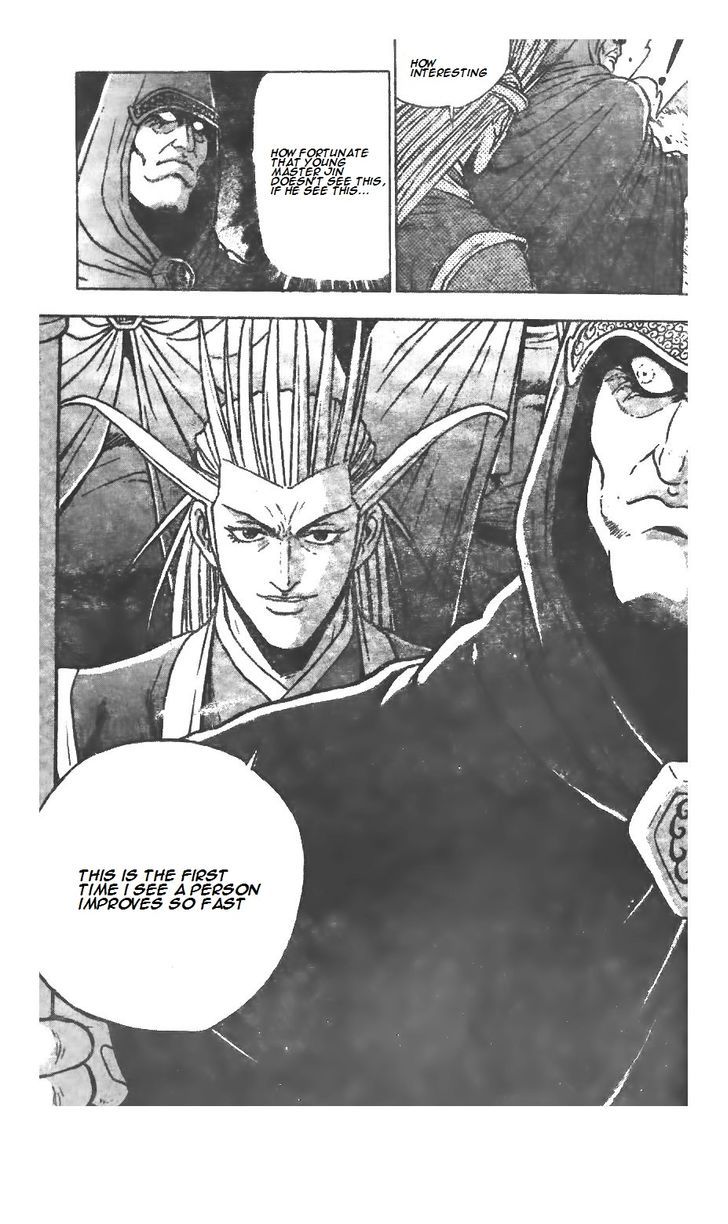 HOW
INTERESTING
HOW FORTUNATE
THAT YOUNG
MASTER JIN
DOESN'T SEE THIS,
IF HE SEE THIS...
THIS IS THE FIRST
TIME I SEE A PERSON
IMPROVES SO FAST